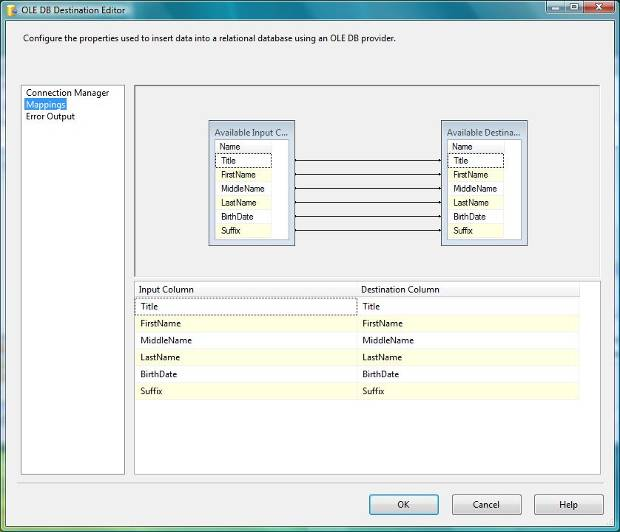 OLE DB Destination Editor
Configure the properties used to insert data into a relational database using an OLE DB provider.
Connection Manager
Mappings
Error Output
Available Input C...
Name
Title
FirstName
MiddleName
LastName
BirthDate
Suffix
Available Destina...
Name
Title
FirstName
MiddleName
LastName
BirthDate
Suffix
Input Column Destination Column
Title Title
FirstName FirstName
MiddleName MiddleName
LastName LastName
BirthDate BirthDate
Suffix Suffix
OK Cancel Help